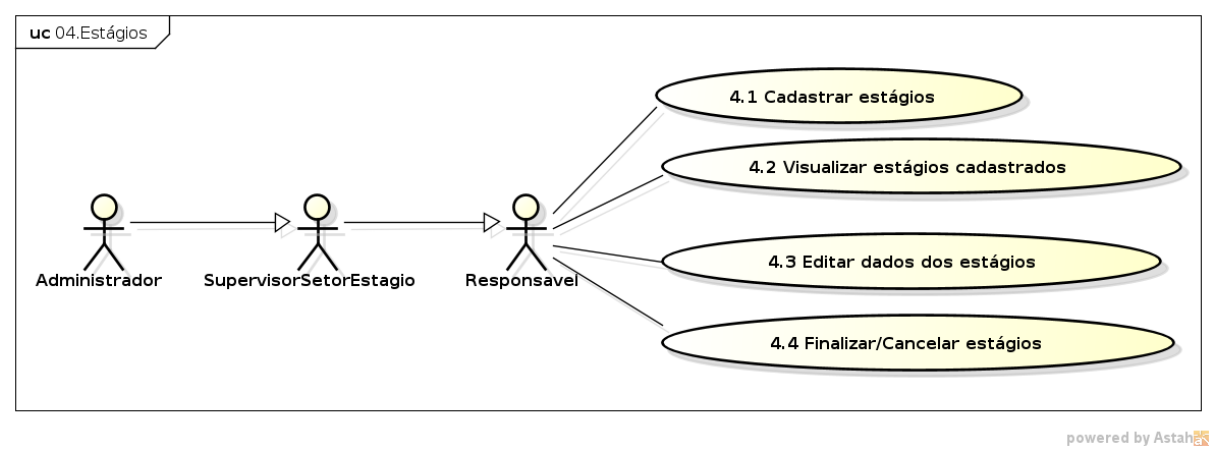 uc 04.Estágios
4.1 Cadastrar estágios
4.2 Visualizar estágios cadastrados
4.3 Editar dados dos estágios
4.4 Finalizar/Cancelar estágios
Administrador
SupervisorSetorEstagio
Responsavel
powered by Astah